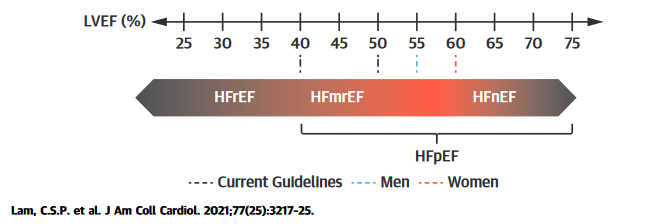 LVEF (%)
25 30 35 40 45 50 55 60 65 70 75
HFrEF HFmrEF HFnEF
HFpEF
Current Guidelines Men Women
Lam, C.S.P. et al. J Am Coll Cardiol. 2021;77(25):3217-25.